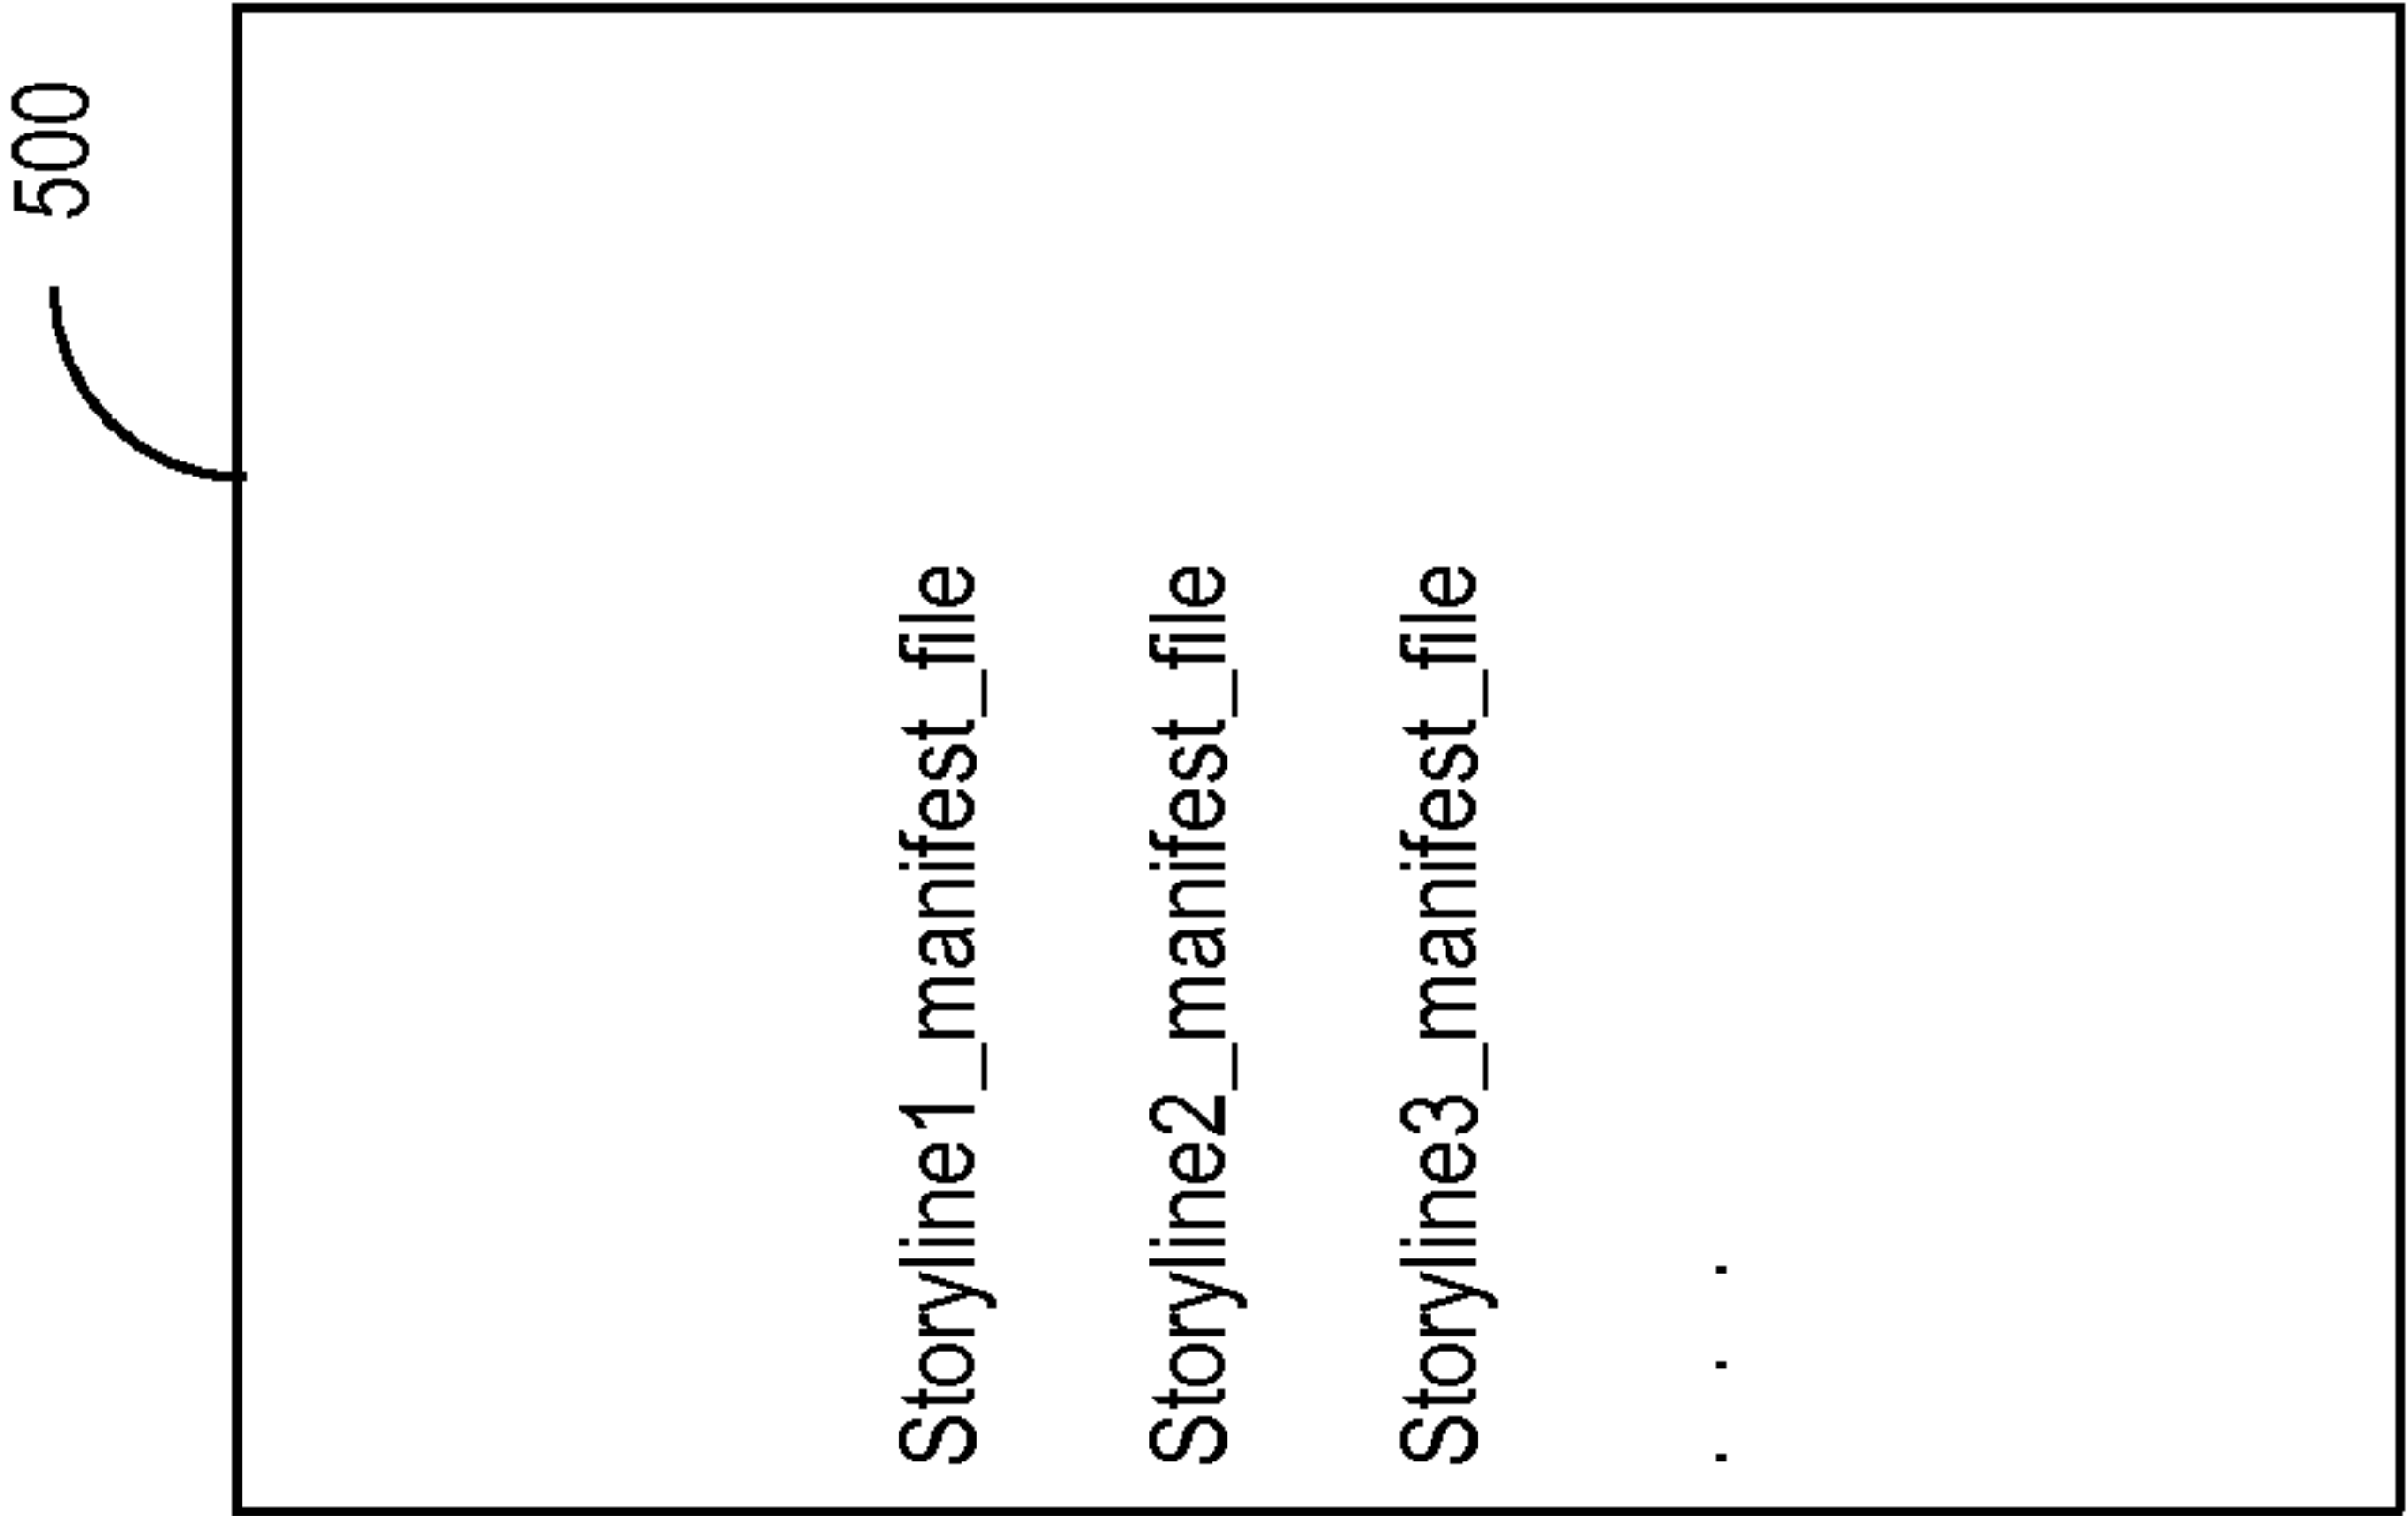 500
Storyline1_manifest_file
Storyline2_manifest_file
Storyline3_manifest_file
. . .